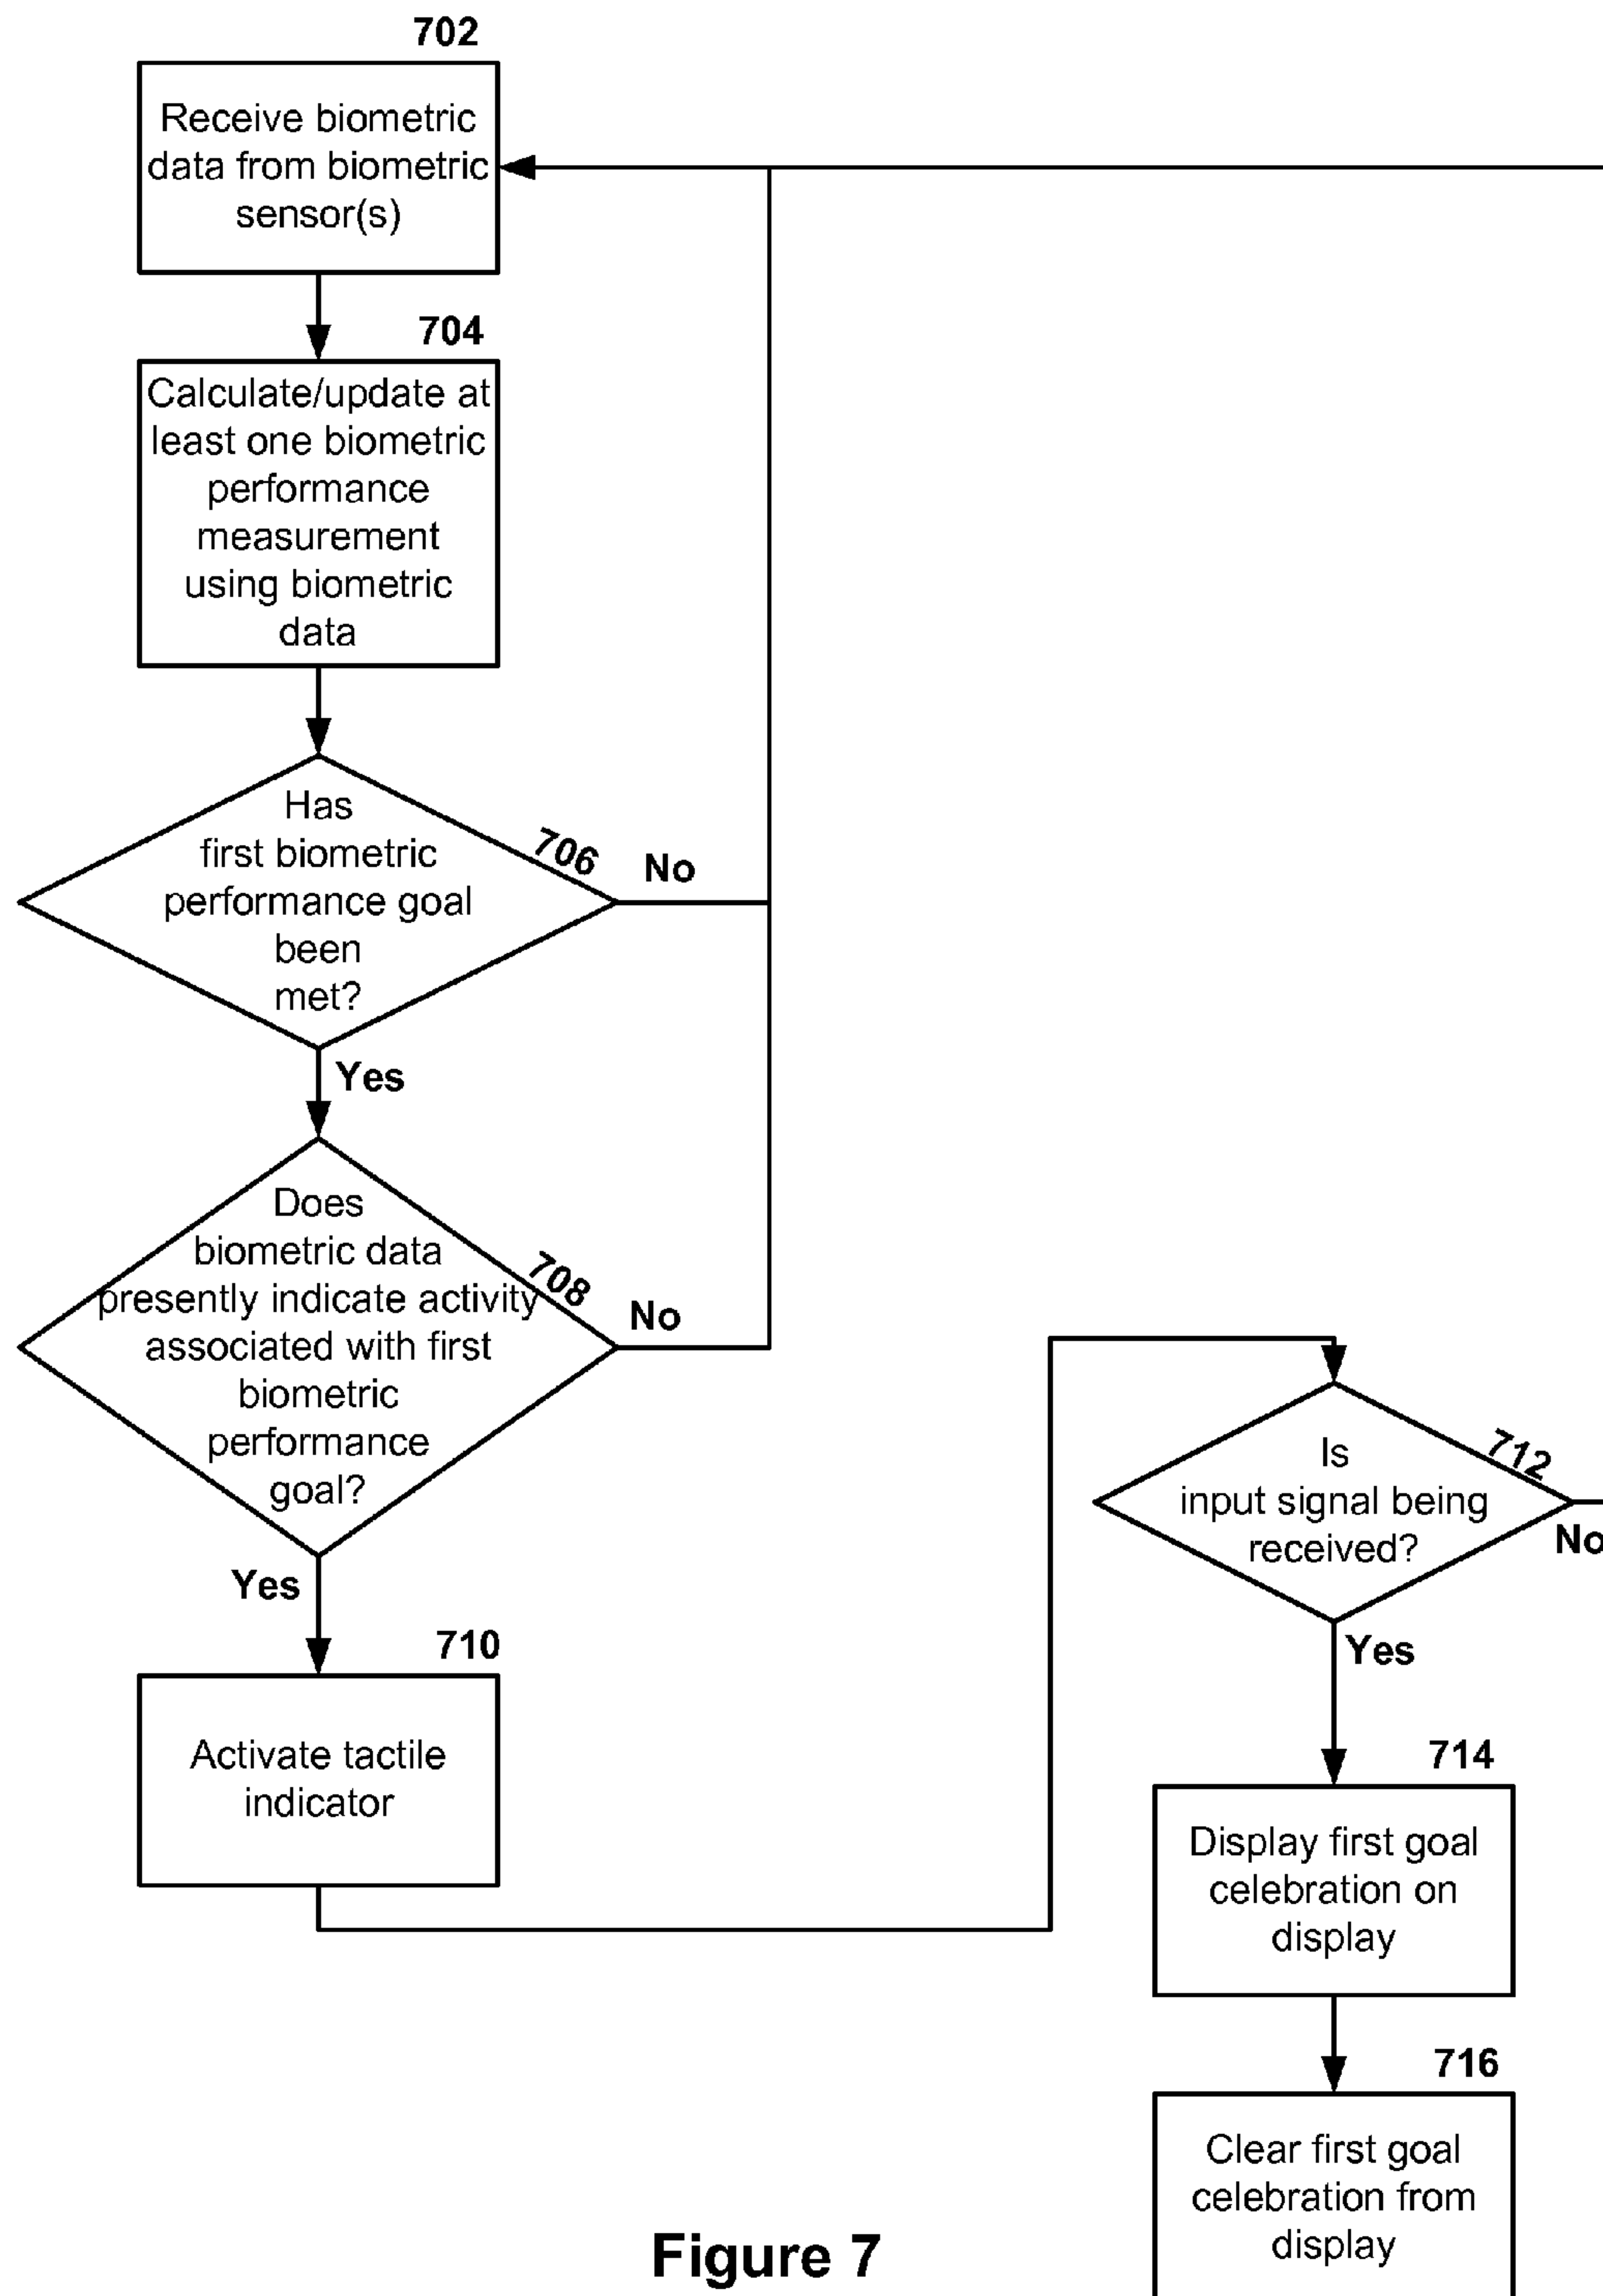 702
Receive biometric
data from biometric
sensor(s)
704
Calculate/update at
least one biometric
performance
measurement
using biometric
data
Has
first biometric
performance goal
been
met?
706
No
Yes
Does
biometric data
presently indicate activity
associated with first
biometric
performance
goal?
708
No
Yes
710
Activate tactile
indicator
Is
input signal being
received?
712
No
Yes
714
Display first goal
celebration on
display
716
Clear first goal
celebration from
display
Figure 7